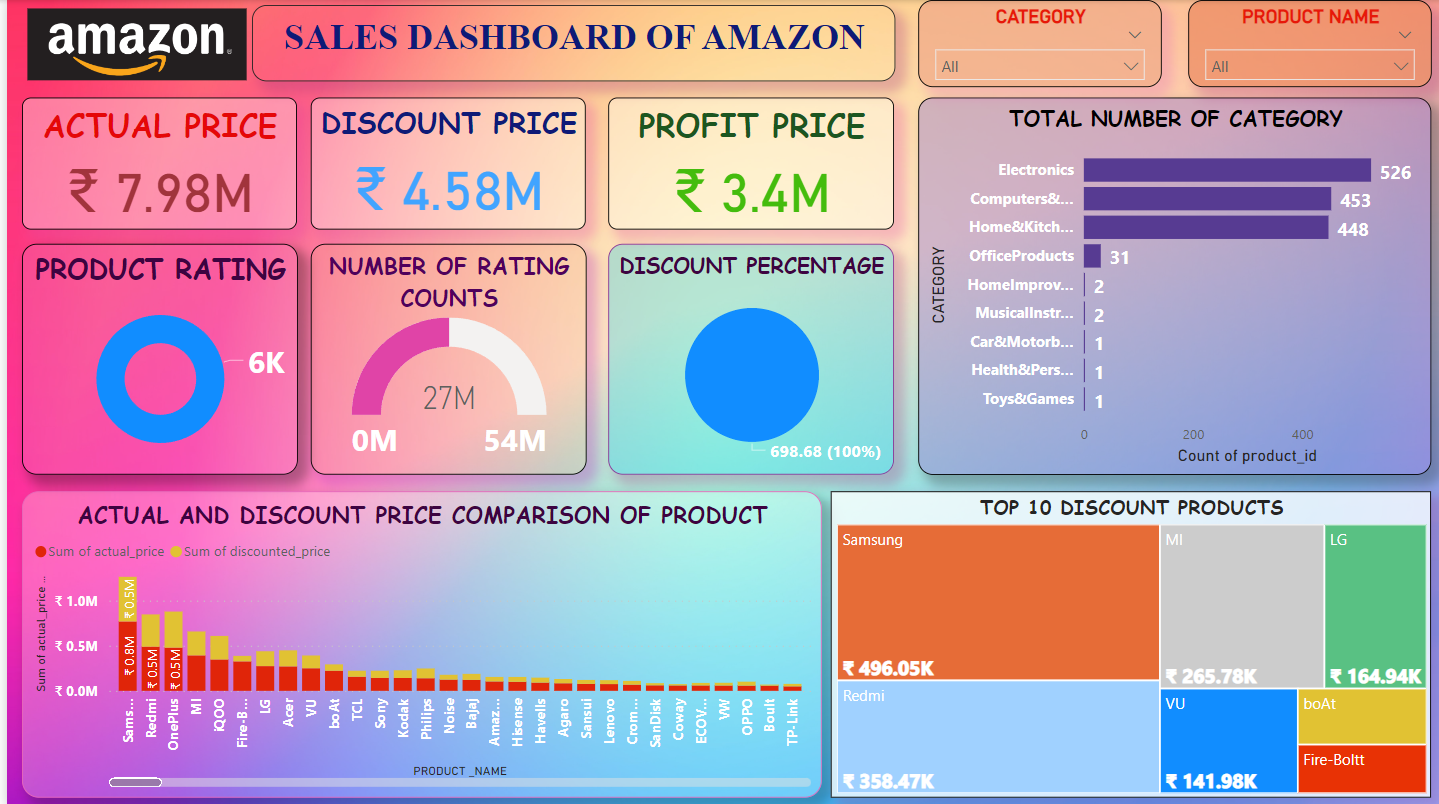 amazon
SALES DASHBOARD OF AMAZON
CATEGORY
All
PRODUCT NAME
All
ACTUAL PRICE
₹ 7.98M
DISCOUNT PRICE
₹ 4.58M
PROFIT PRICE
₹ 3.4M
TOTAL NUMBER OF CATEGORY
CATEGORY
Electronics 526
Computers&... 453
Home&Kitch... 448
OfficeProducts 31
HomeImprov... 2
MusicalInstr... 2
Car&Motorb... 1
Health&Pers... 1
Toys&Games 1
0 200 400
Count of product_id
PRODUCT RATING
6K
NUMBER OF RATING
COUNTS
27M
0M 54M
DISCOUNT PERCENTAGE
698.68 (100%)
ACTUAL AND DISCOUNT PRICE COMPARISON OF PRODUCT
Sum of actual_price Sum of discounted_price
Sum of actual_price ...
₹ 1.0M
₹ 0.5M
₹ 0.0M
₹ 0.5M
₹ 0.8M
₹ 0.5M
₹ 0.5M
Sams...
Redmi
OnePlus
MI
iQOO
Fire-B...
LG
Acer
VU
boAt
TCL
Sony
Kodak
Philips
Noise
Bajaj
Amaz...
Hisense
Havells
Agaro
Sansui
Lenovo
Crom...
SanDisk
Coway
ECOV...
VW
OPPO
Boult
TP-Link
PRODUCT _NAME
TOP 10 DISCOUNT PRODUCTS
Samsung
₹ 496.05K
Redmi
₹ 358.47K
MI
₹ 265.78K
LG
₹ 164.94K
VU
₹ 141.98K
boAt
Fire-Boltt